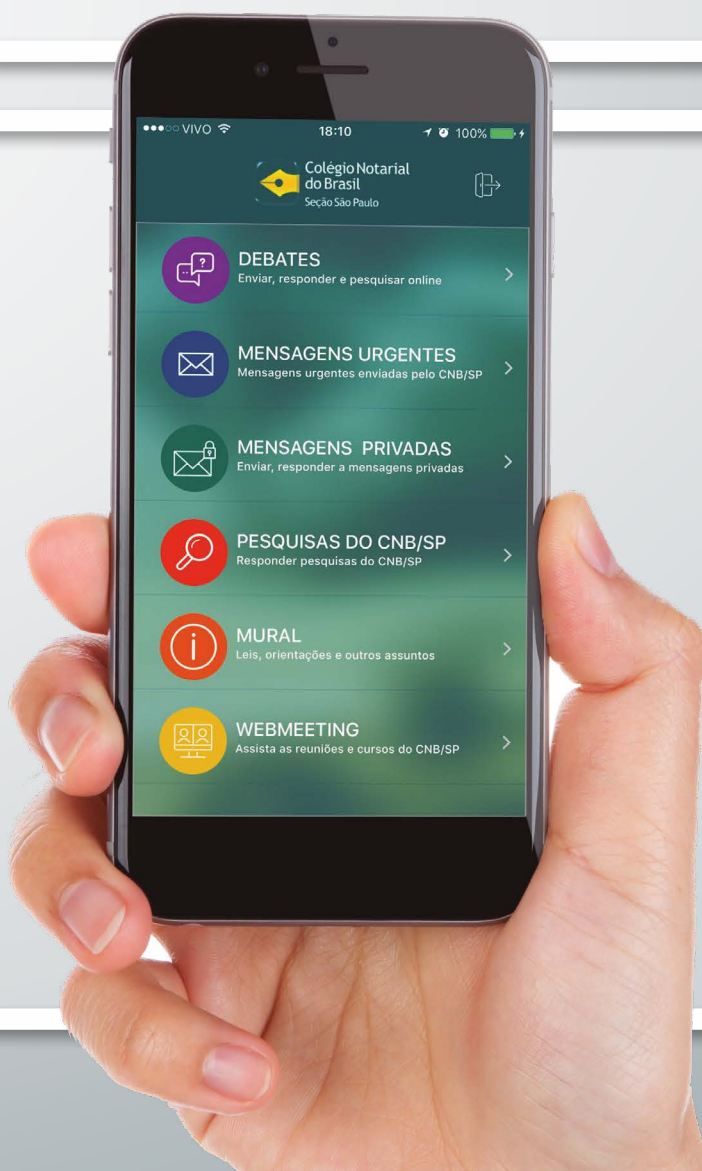 VIVO 18:10 100%
Colégio Notarial
do Brasil
Seção São Paulo
DEBATES
Enviar, responder e pesquisar online
MENSAGENS URGENTES
Mensagens urgentes enviadas pelo CNB/SP
MENSAGENS PRIVADAS
Enviar, responder a mensagens privadas
PESQUISAS DO CNB/SP
Responder pesquisas do CNB/SP
MURAL
Leis, orientações e outros assuntos
WEBMEETING
Assista as reuniões e cursos do CNB/SP